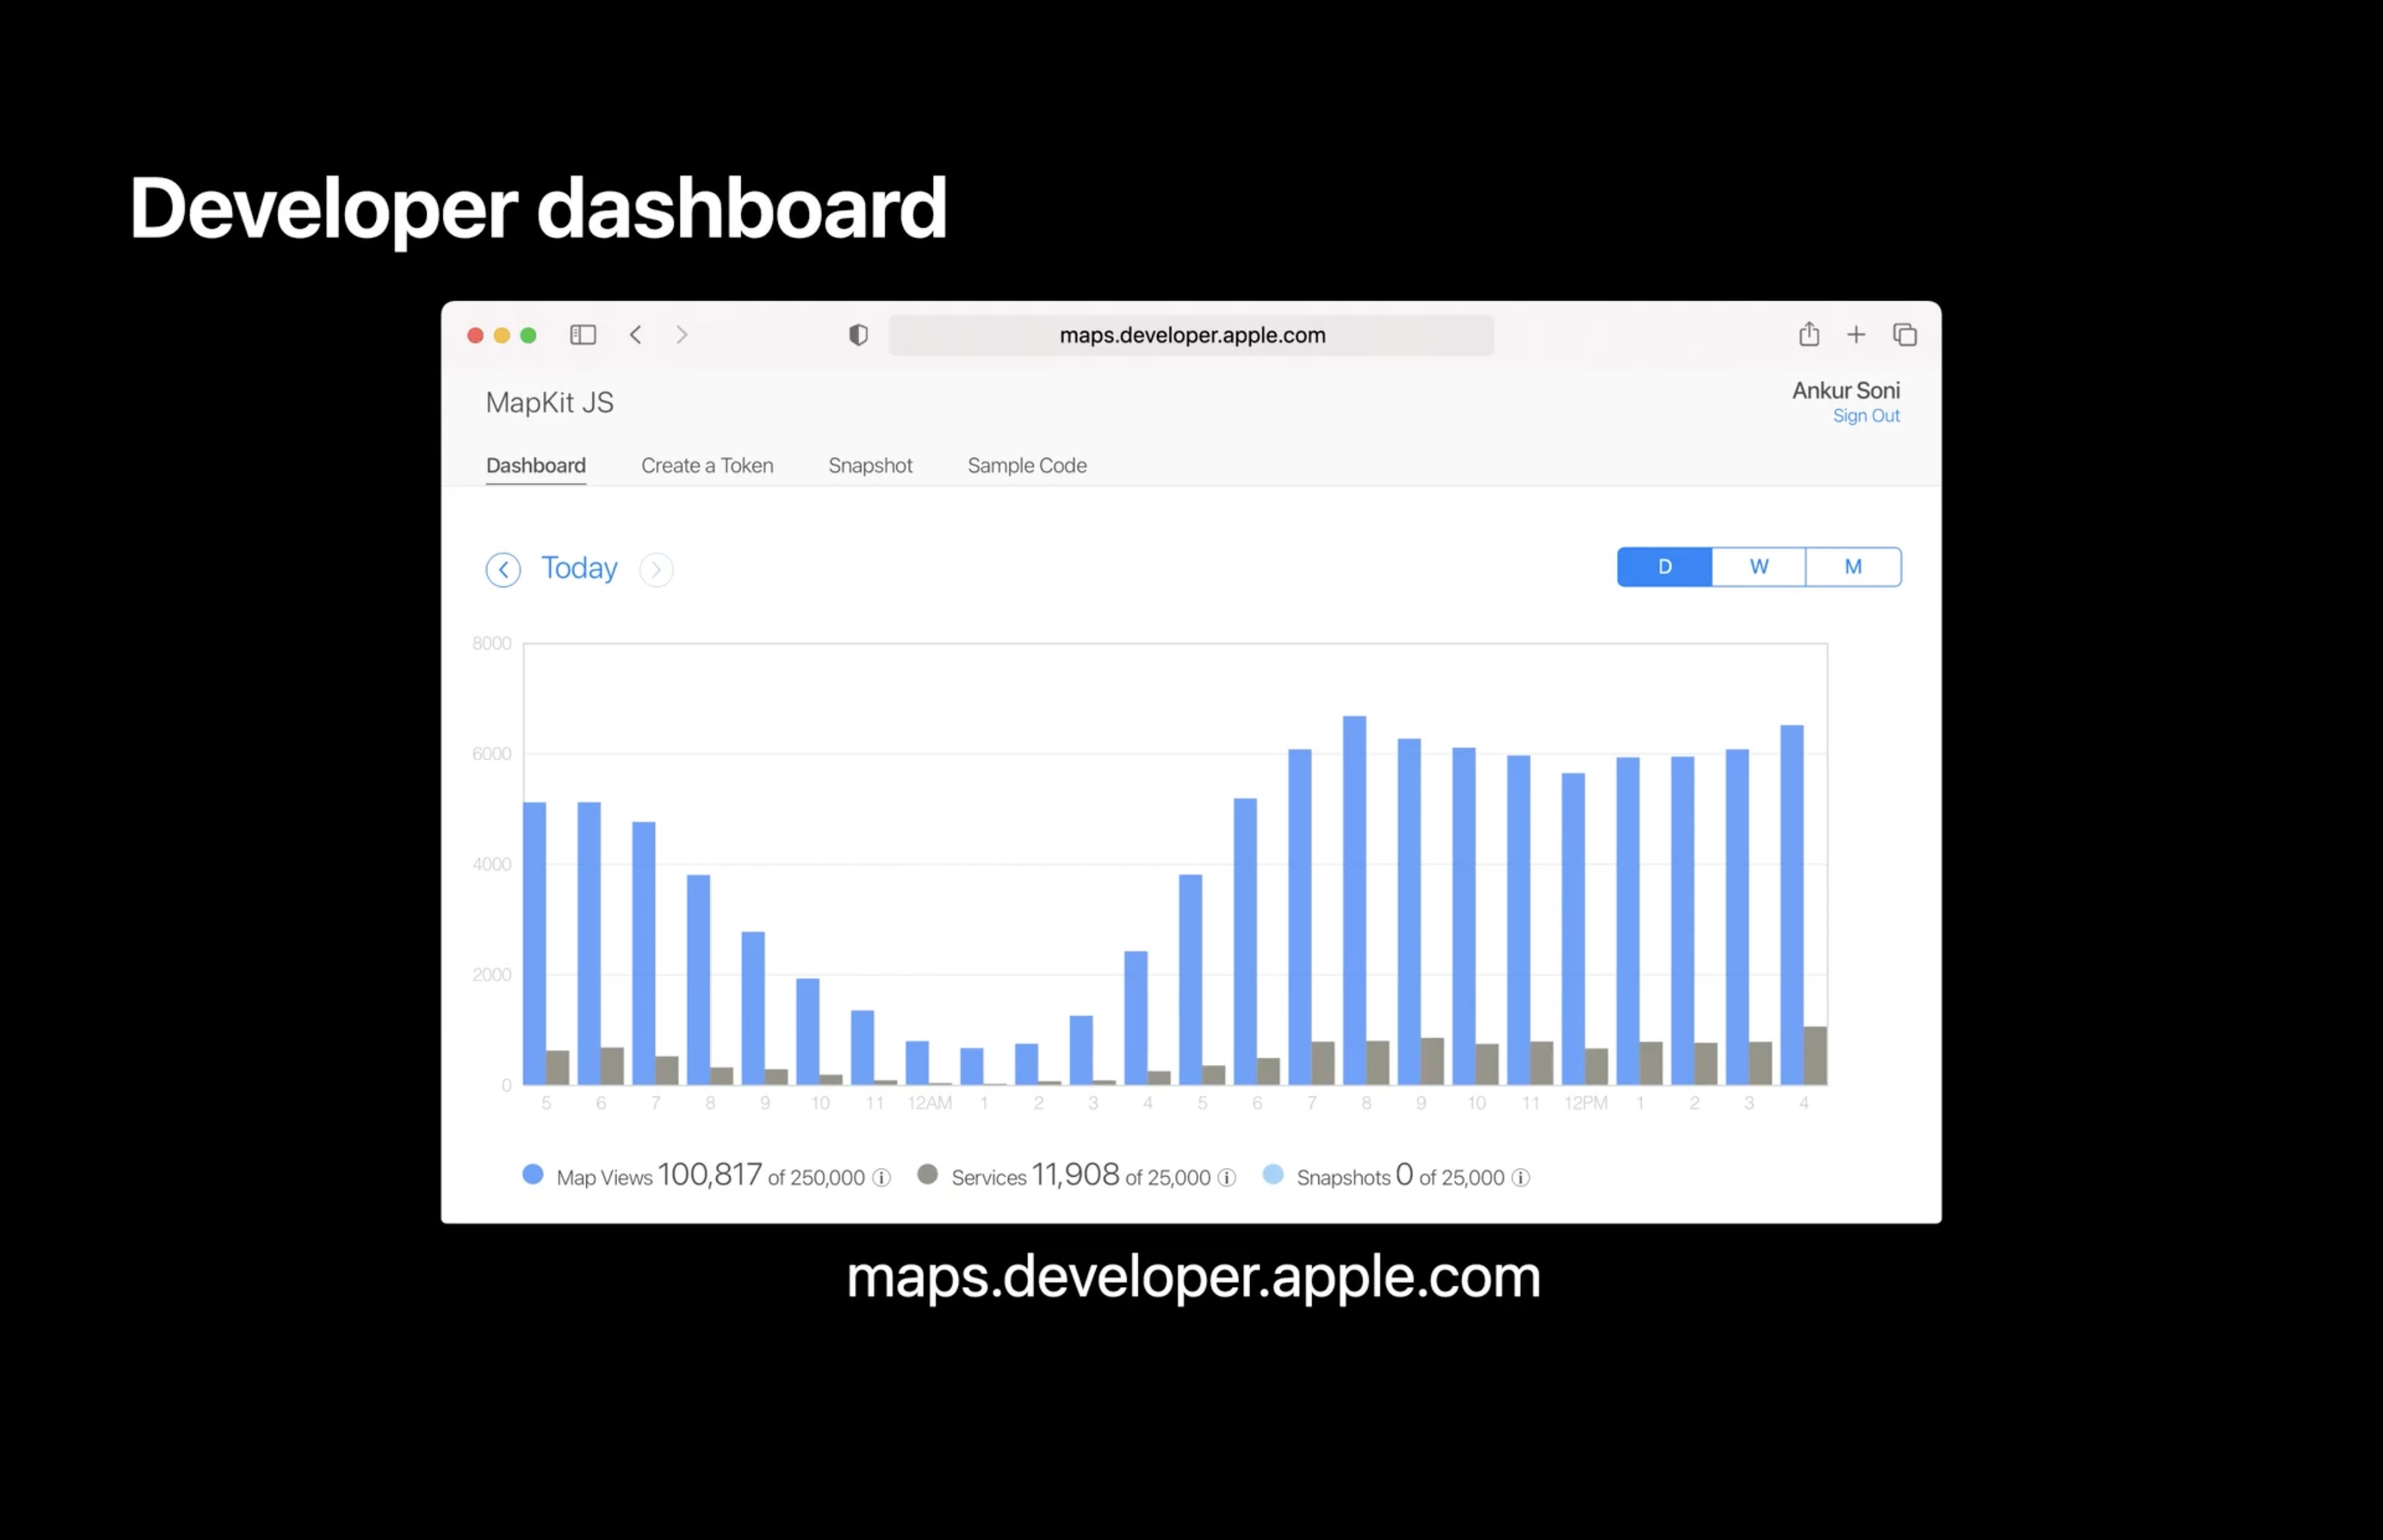 Developer dashboard
maps.developer.apple.com
MapKit JS
Ankur Soni
Sign Out
Dashboard Create a Token Snapshot Sample Code
Today
D W M
8000
6000
4000
2000
0
5 6 7 8 9 10 11 12AM 1 2 3 4 5 6 7 8 9 10 11 12PM 1 2 3 4
Map Views 100,817 of 250,000 Services 11,908 of 25,000 Snapshots 0 of 25,000
maps.developer.apple.com